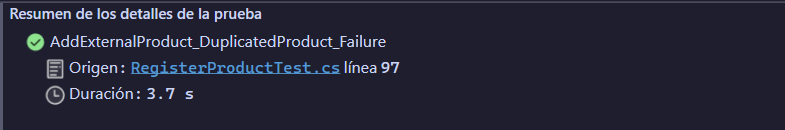 Resumen de los detalles de la prueba
AddExternalProduct_DuplicatedProduct_Failure
Origen: RegisterProductTest.cs línea 97
Duración: 3.7 s